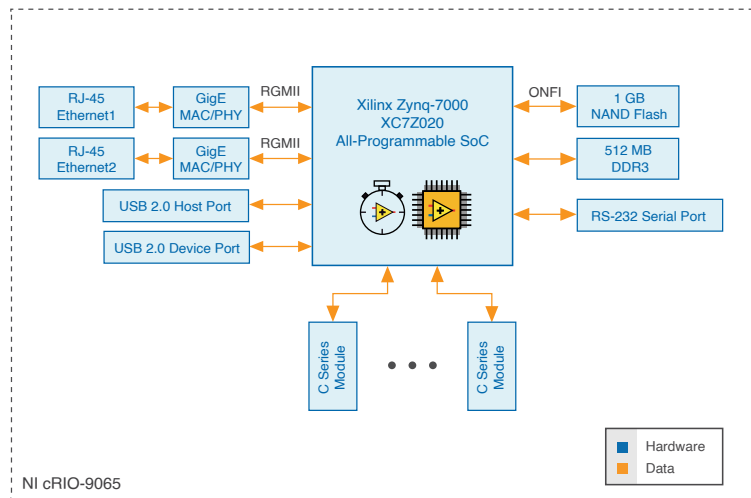 RJ-45
Ethernet1
GigE
MAC/PHY
RGMII
Xilinx Zynq-7000
XC7Z020
All-Programmable SoC
ONFI
1 GB
NAND Flash
RJ-45
Ethernet2
GigE
MAC/PHY
RGMII
512 MB
DDR3
USB 2.0 Host Port
RS-232 Serial Port
USB 2.0 Device Port
C Series
Module
C Series
Module
Hardware
Data
NI cRIO-9065